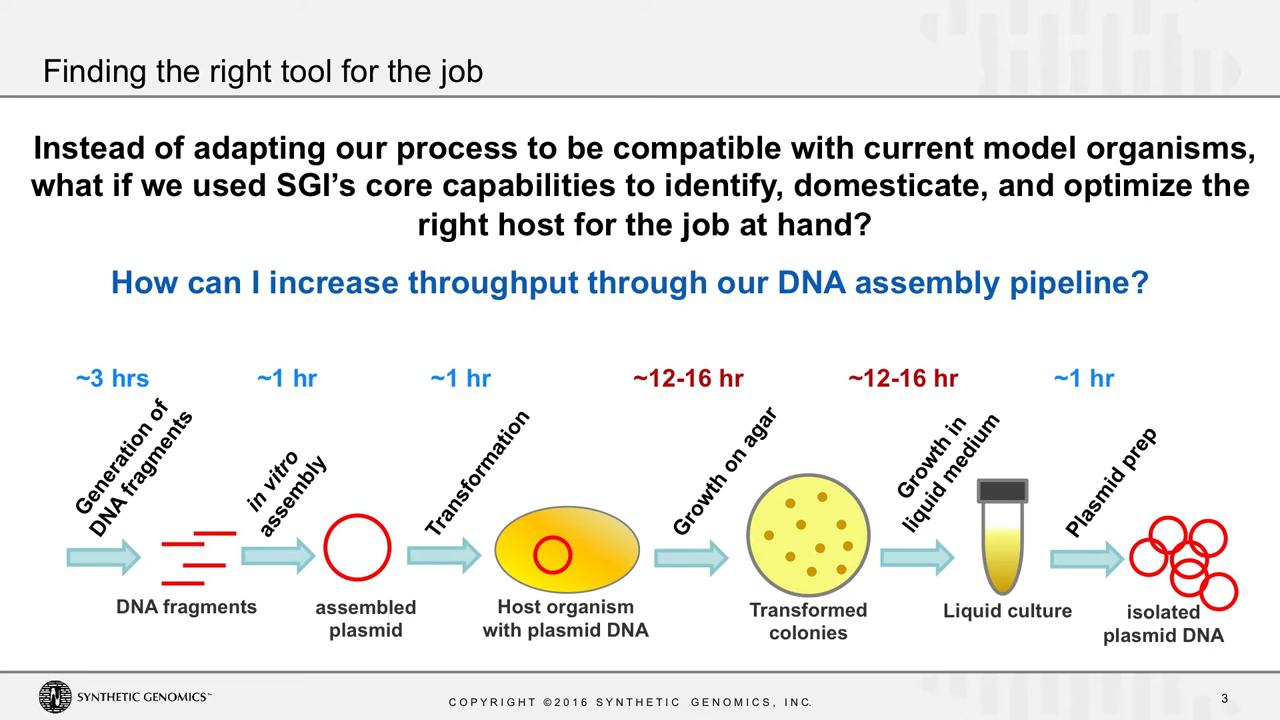 Finding the right tool for the job
Instead of adapting our process to be compatible with current model organisms,
what if we used SGI's core capabilities to identify, domesticate, and optimize the
right host for the job at hand?
How can I increase throughput through our DNA assembly pipeline?
~3 hrs
~1 hr
~1 hr
~12-16 hr
~12-16 hr
~1 hr
Generation of
DNA fragments
in vitro
assembly
Transformation
Growth on agar
Growth in
liquid medium
Plasmid prep
DNA fragments
assembled
plasmid
Host organism
with plasmid DNA
Transformed
colonies
Liquid culture
isolated
plasmid DNA
SYNTHETIC GENOMICS™
COPYRIGHT ©2016 SYNTHETIC GENOMICS, INC.
3